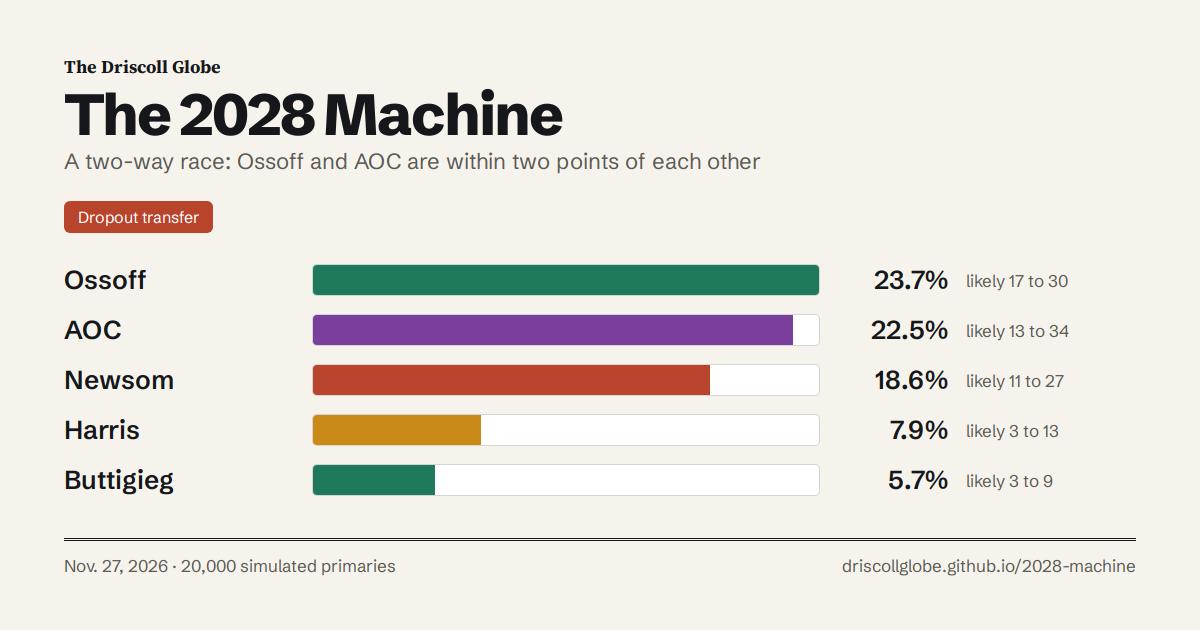 The Driscoll Globe
The 2028 Machine
A two-way race: Ossoff and AOC are within two points of each other
Dropout transfer
Ossoff 23.7% likely 17 to 30
AOC 22.5% likely 13 to 34
Newsom 18.6% likely 11 to 27
Harris 7.9% likely 3 to 13
Buttigieg 5.7% likely 3 to 9
Nov. 27, 2026 · 20,000 simulated primaries driscollglobe.github.io/2028-machine